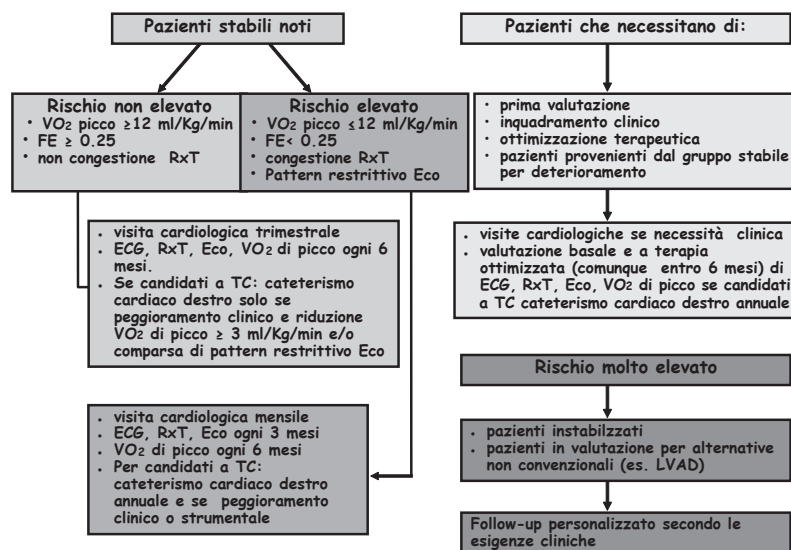 Pazienti stabili noti
Rischio non elevato
• VO2 picco ≥12 ml/Kg/min
• FE ≥ 0.25
• non congestione RxT
Rischio elevato
• VO2 picco ≤12 ml/Kg/min
• FE< 0.25
• congestione RxT
• Pattern restrittivo Eco
. visita cardiologica trimestrale
. ECG, RxT, Eco, VO2 di picco ogni 6
mesi.
. Se candidati a TC: cateterismo
cardiaco destro solo se
peggioramento clinico e riduzione
VO2 di picco ≥ 3 ml/Kg/min e/o
comparsa di pattern restrittivo Eco
. visita cardiologica mensile
. ECG, RxT, Eco ogni 3 mesi
. VO2 di picco ogni 6 mesi
. Per candidati a TC:
cateterismo cardiaco destro
annuale e se peggioramento
clinico o strumentale
Pazienti che necessitano di:
· prima valutazione
· inquadramento clinico
· ottimizzazione terapeutica
· pazienti provenienti dal gruppo stabile
per deterioramento
. visite cardiologiche se necessità clinica
. valutazione basale e a terapia
ottimizzata (comunque entro 6 mesi) di
ECG, RxT, Eco, VO2 di picco se candidati
a TC cateterismo cardiaco destro annuale
Rischio molto elevato
. pazienti instabilzzati
. pazienti in valutazione per alternative
non convenzionali (es. LVAD)
Follow-up personalizzato secondo le
esigenze cliniche